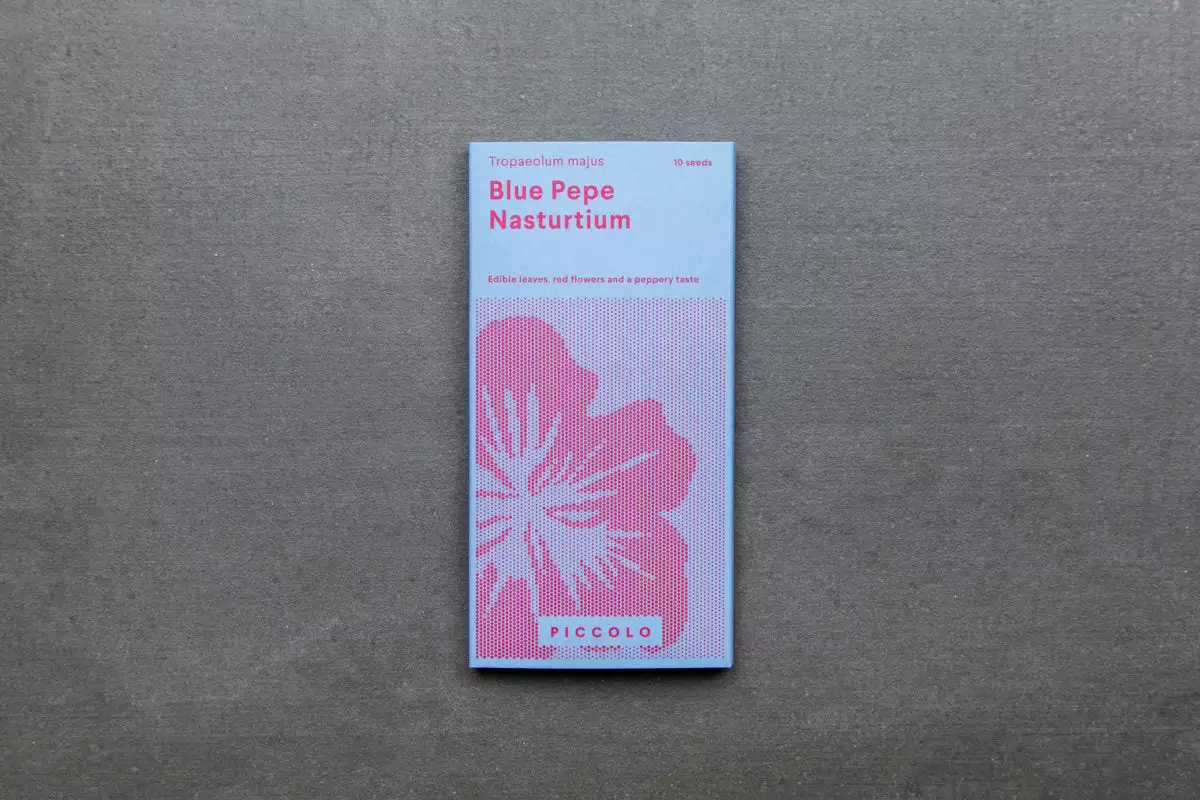 Tropaeolum majus 10 seeds
Blue Pepe
Nasturtium
Edible leaves, red flowers and a peppery taste
PICCOLO